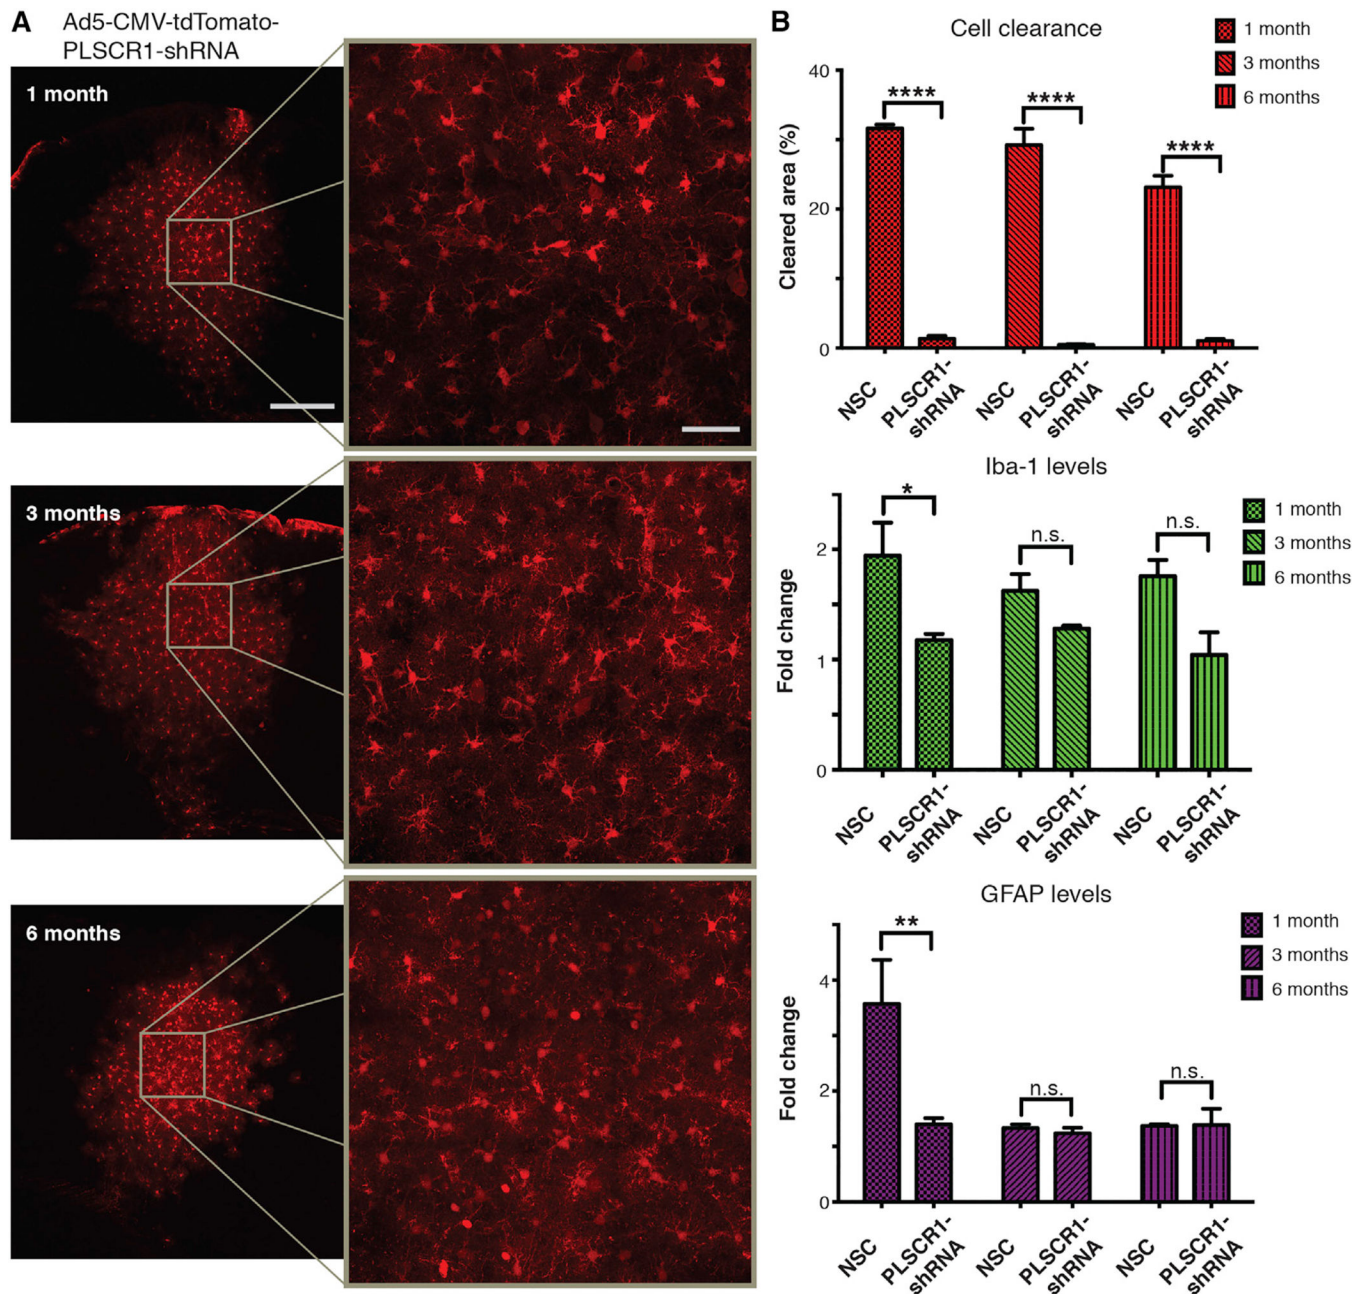 A
Ad5-CMV-tdTomato-
PLSCR1-shRNA
1 month
3 months
6 months
B
Cell clearance
1 month
3 months
6 months
Cleared area (%)
40
20
0
****
****
****
NSC
PLSCR1-
shRNA
NSC
PLSCR1-
shRNA
NSC
PLSCR1-
shRNA
Iba-1 levels
1 month
3 months
6 months
Fold change
2
1
0
*
n.s.
n.s.
NSC
PLSCR1-
shRNA
NSC
PLSCR1-
shRNA
NSC
PLSCR1-
shRNA
GFAP levels
1 month
3 months
6 months
Fold change
4
2
0
**
n.s.
n.s.
NSC
PLSCR1-
shRNA
NSC
PLSCR1-
shRNA
NSC
PLSCR1-
shRNA